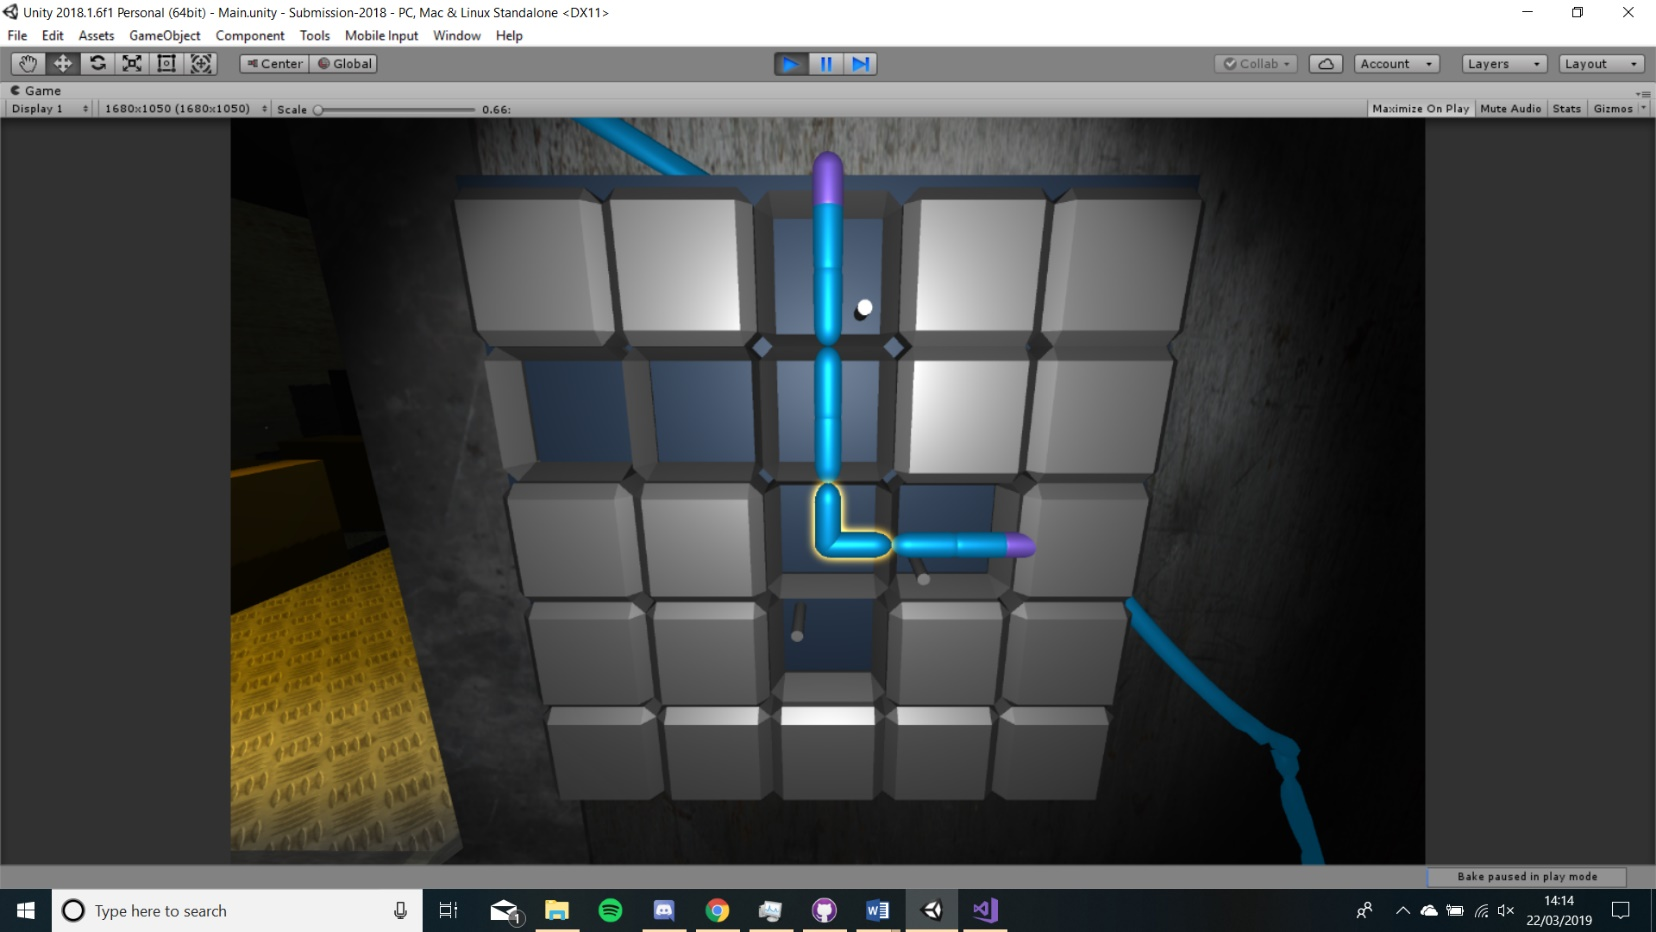 Unity 2018.1.6f1 Personal (64bit) - Main.unity - Submission-2018 - PC, Mac & Linux Standalone <DX11>
File Edit Assets GameObject Component Tools Mobile Input Window Help
Center Global Collab Account Layers Layout
Game
Display 1 1680x1050 (1680x1050) Scale 0.66: Maximize On Play Mute Audio Stats Gizmos
Bake paused in play mode
Type here to search
1
14:14
22/03/2019